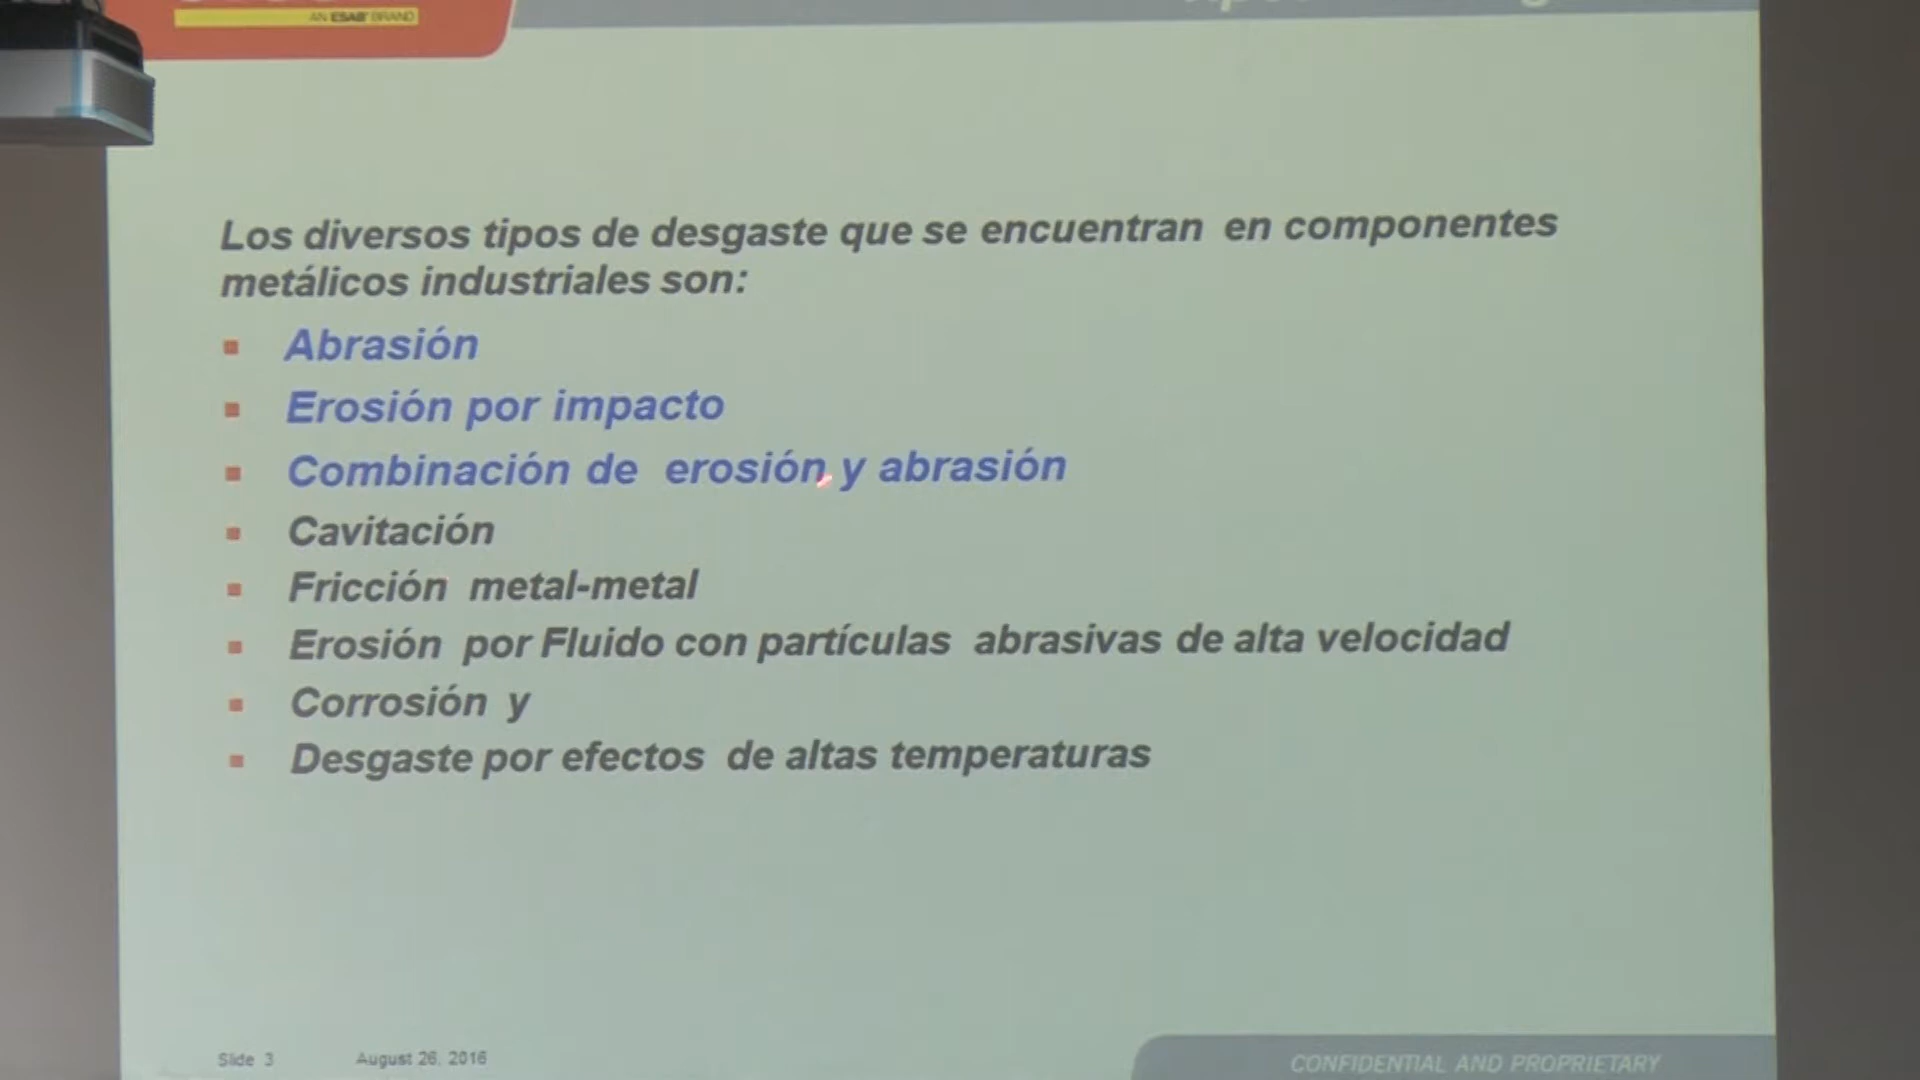 AN ESAB BRAND
Los diversos tipos de desgaste que se encuentran en componentes
metálicos industriales son:
Abrasión
Erosión por impacto
Combinación de erosión y abrasión
Cavitación
Fricción metal-metal
Erosión por Fluido con partículas abrasivas de alta velocidad
Corrosión y
Desgaste por efectos de altas temperaturas
Slide 3 August 26, 2016
CONFIDENTIAL AND PROPRIETARY